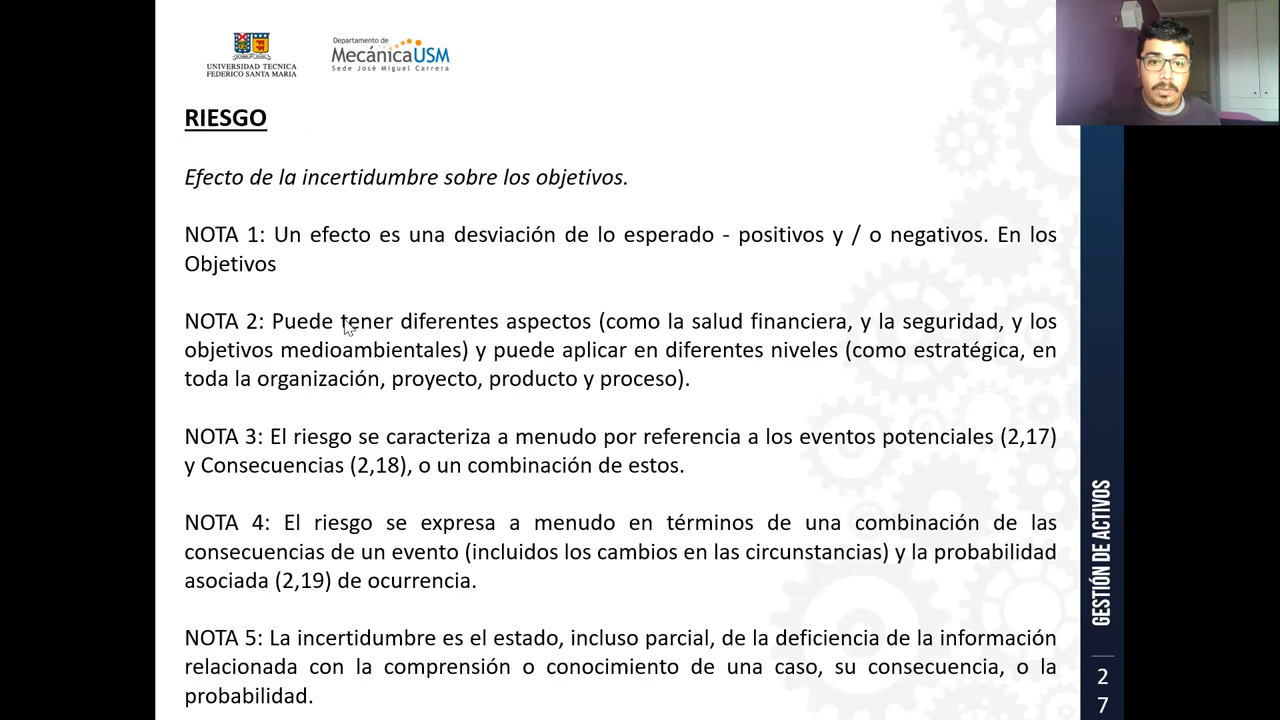 UNIVERSIDAD TECNICA
FEDERICO SANTA MARIA
Departamento de
MecánicaUSM
Sede José Miguel Carrera
RIESGO
Efecto de la incertidumbre sobre los objetivos.
NOTA 1: Un efecto es una desviación de lo esperado - positivos y / o negativos. En los
Objetivos
NOTA 2: Puede tener diferentes aspectos (como la salud financiera, y la seguridad, y los
objetivos medioambientales) y puede aplicar en diferentes niveles (como estratégica, en
toda la organización, proyecto, producto y proceso).
NOTA 3: El riesgo se caracteriza a menudo por referencia a los eventos potenciales (2,17)
y Consecuencias (2,18), o un combinación de estos.
NOTA 4: El riesgo se expresa a menudo en términos de una combinación de las
consecuencias de un evento (incluidos los cambios en las circunstancias) y la probabilidad
asociada (2,19) de ocurrencia.
NOTA 5: La incertidumbre es el estado, incluso parcial, de la deficiencia de la información
relacionada con la comprensión o conocimiento de una caso, su consecuencia, o la
probabilidad.
GESTIÓN DE ACTIVOS
2
7